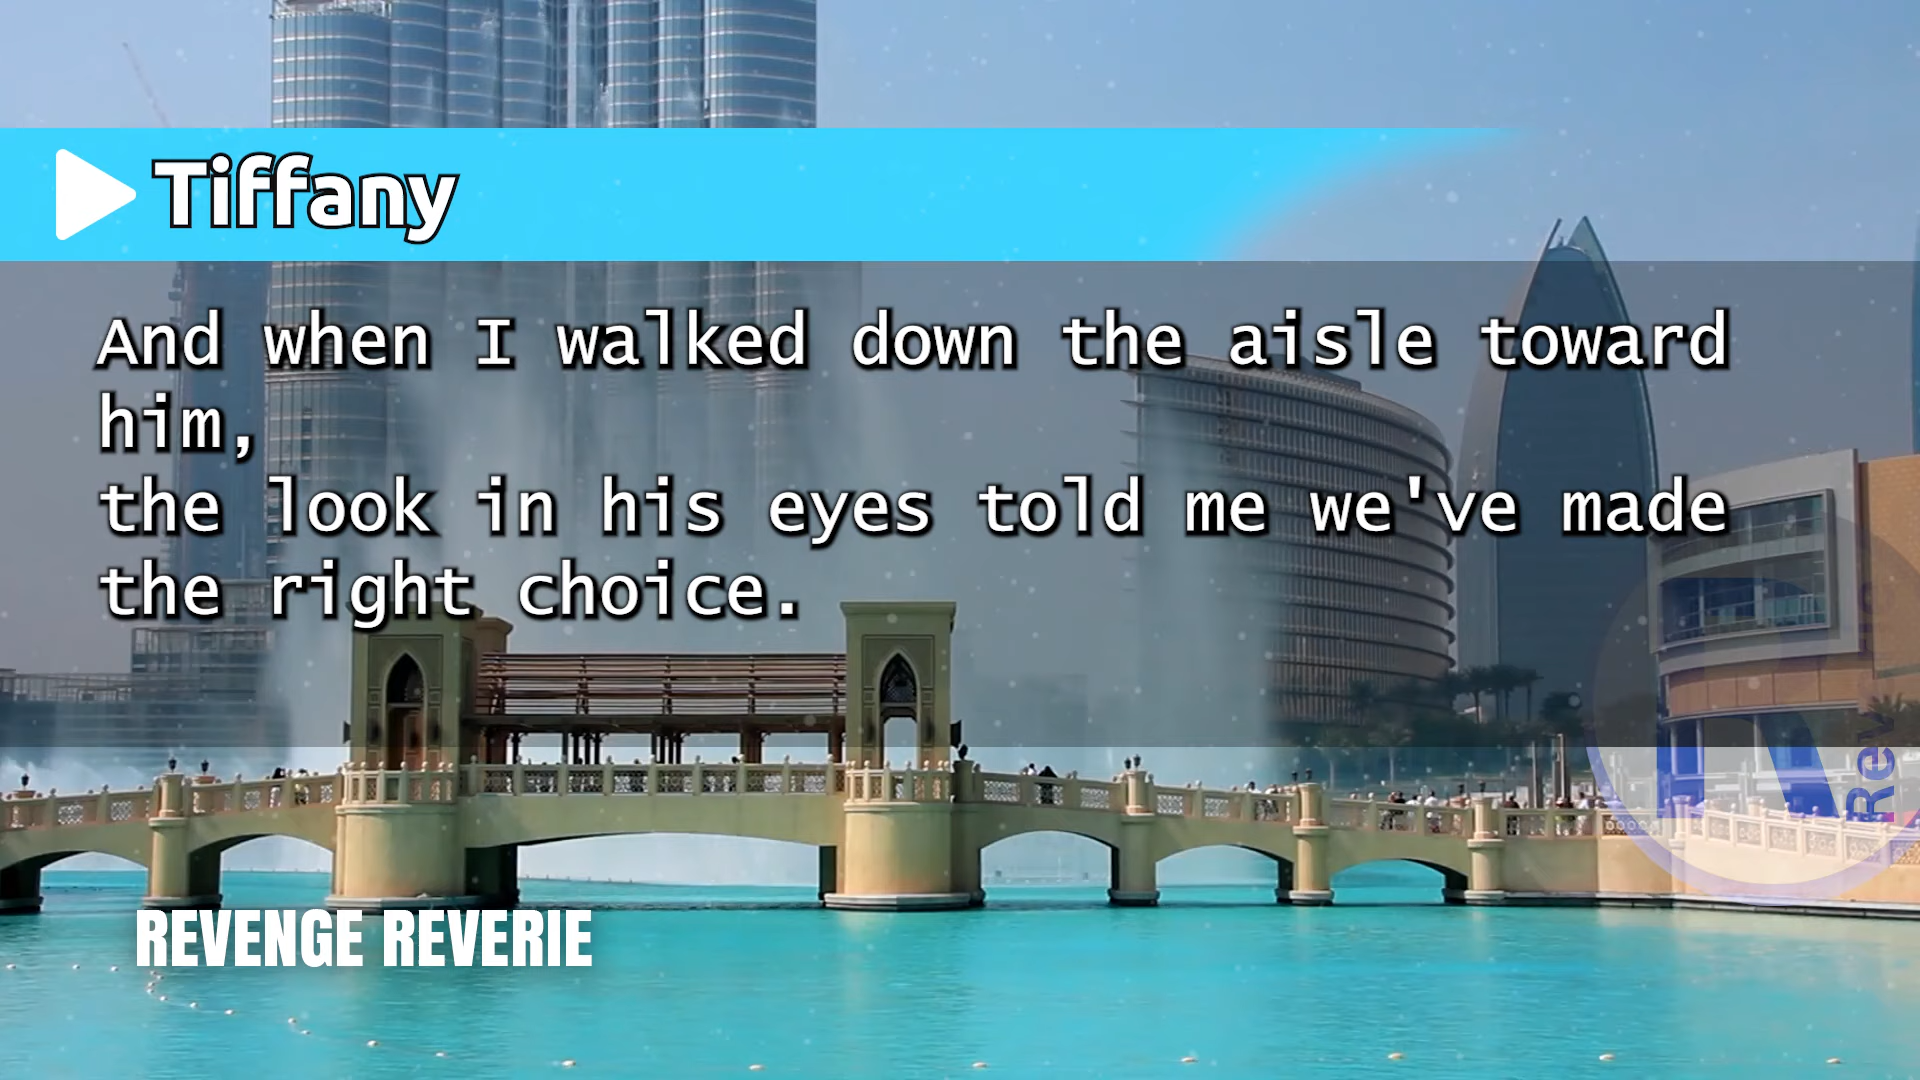 Tiffany
And when I walked down the aisle toward
him,
the look in his eyes told me we've made
the right choice.
REVENGE REVERIE
Rev